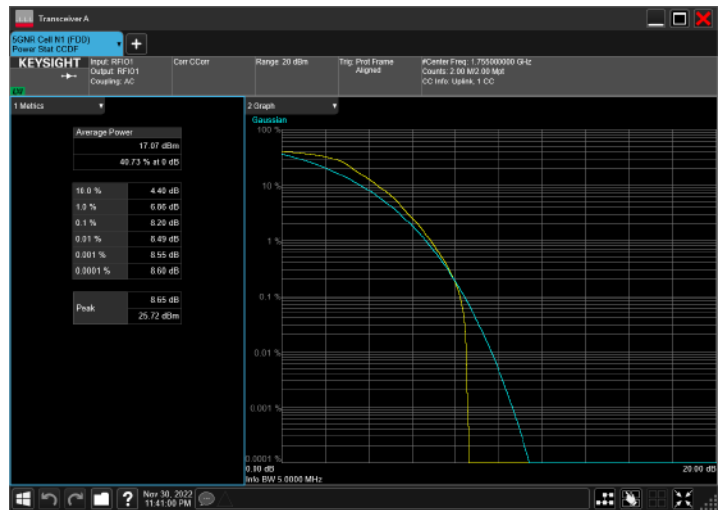 Transceiver A
5GNR Cell N1 (FDD)
Power Stat CCDF
KEYSIGHT
Input: RFIO1
Output: RFIO1
Coupling: AC
Corr CCorr
Range: 20 dBm
Trig: Prot Frame
Aligned
#Center Freq: 1.755000000 GHz
Counts: 2.00 M/2.00 Mpt
CC Info: Uplink, 1 CC
1 Metrics
2 Graph
Average Power
17.07 dBm
40.73 % at 0 dB
10.0 % 4.40 dB
1.0 %
0.1 % 8.20 dB
0.01 % 8.49 dB
0.001 % 8.55 dB
0.0001 % 8.60 dB
Peak
8.65 dB
25.72 dBm
Gaussian
100 %
10 %
1 %
0.1 %
0.01 %
0.001 %
0.0001 %
0.00 dB
20.00 dB
Info BW 5.0000 MHz
?
Nov 30, 2022
11:41:00 PM